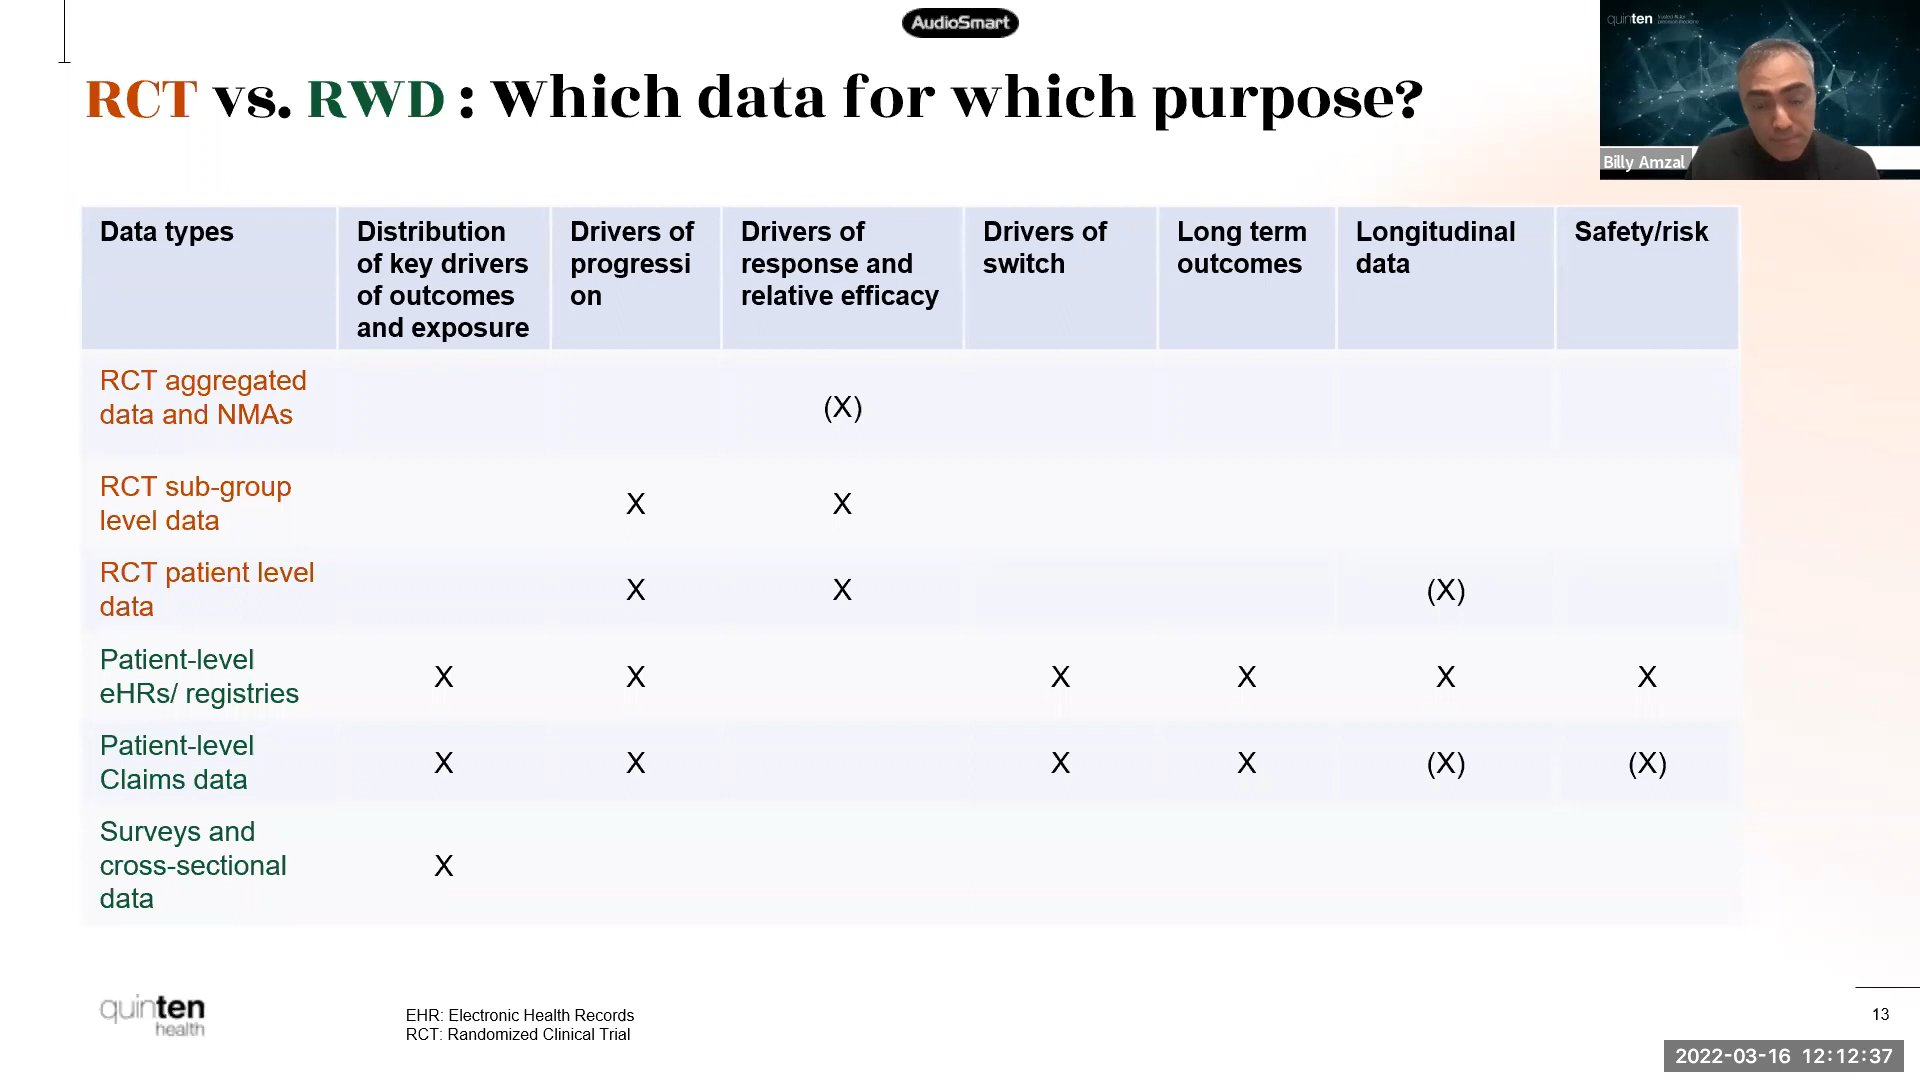 AudioSmart
quinten
Billy Amzal
RCT vs. RWD : Which data for which purpose?
Data types
Distribution
of key drivers
of outcomes
and exposure
Drivers of
progressi
on
Drivers of
response and
relative efficacy
Drivers of
switch
Long term
outcomes
Longitudinal
data
Safety/risk
RCT aggregated
data and NMAs
(X)
RCT sub-group
level data
X X
RCT patient level
data
X X (X)
Patient-level
eHRs/ registries
X X X X X X
Patient-level
Claims data
X X X X (X) (X)
Surveys and
cross-sectional
data
X
quinten
health
EHR: Electronic Health Records
RCT: Randomized Clinical Trial
13
2022-03-16 12:12:37